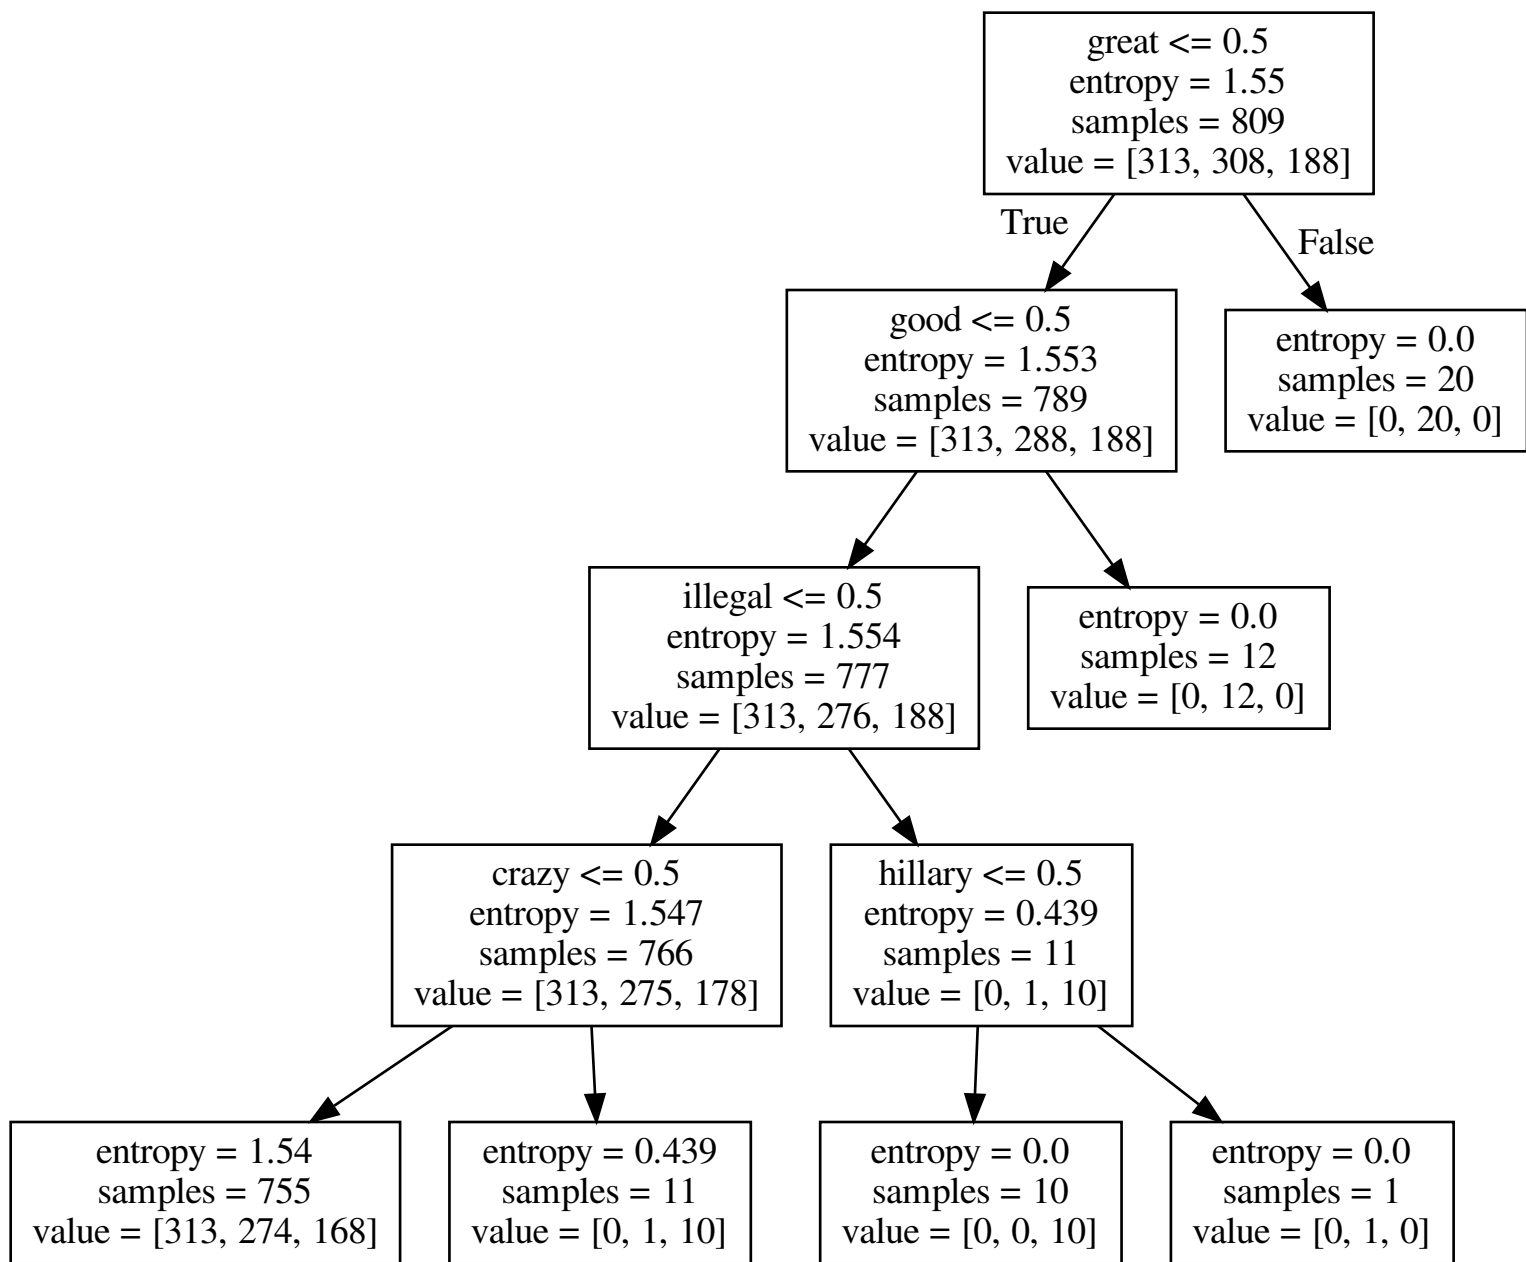 great <= 0.5
entropy = 1.55
samples = 809
value = [313, 308, 188]
True
False
good <= 0.5
entropy = 1.553
samples = 789
value = [313, 288, 188]
entropy = 0.0
samples = 20
value = [0, 20, 0]
illegal <= 0.5
entropy = 1.554
samples = 777
value = [313, 276, 188]
entropy = 0.0
samples = 12
value = [0, 12, 0]
crazy <= 0.5
entropy = 1.547
samples = 766
value = [313, 275, 178]
hillary <= 0.5
entropy = 0.439
samples = 11
value = [0, 1, 10]
entropy = 1.54
samples = 755
value = [313, 274, 168]
entropy = 0.439
samples = 11
value = [0, 1, 10]
entropy = 0.0
samples = 10
value = [0, 0, 10]
entropy = 0.0
samples = 1
value = [0, 1, 0]